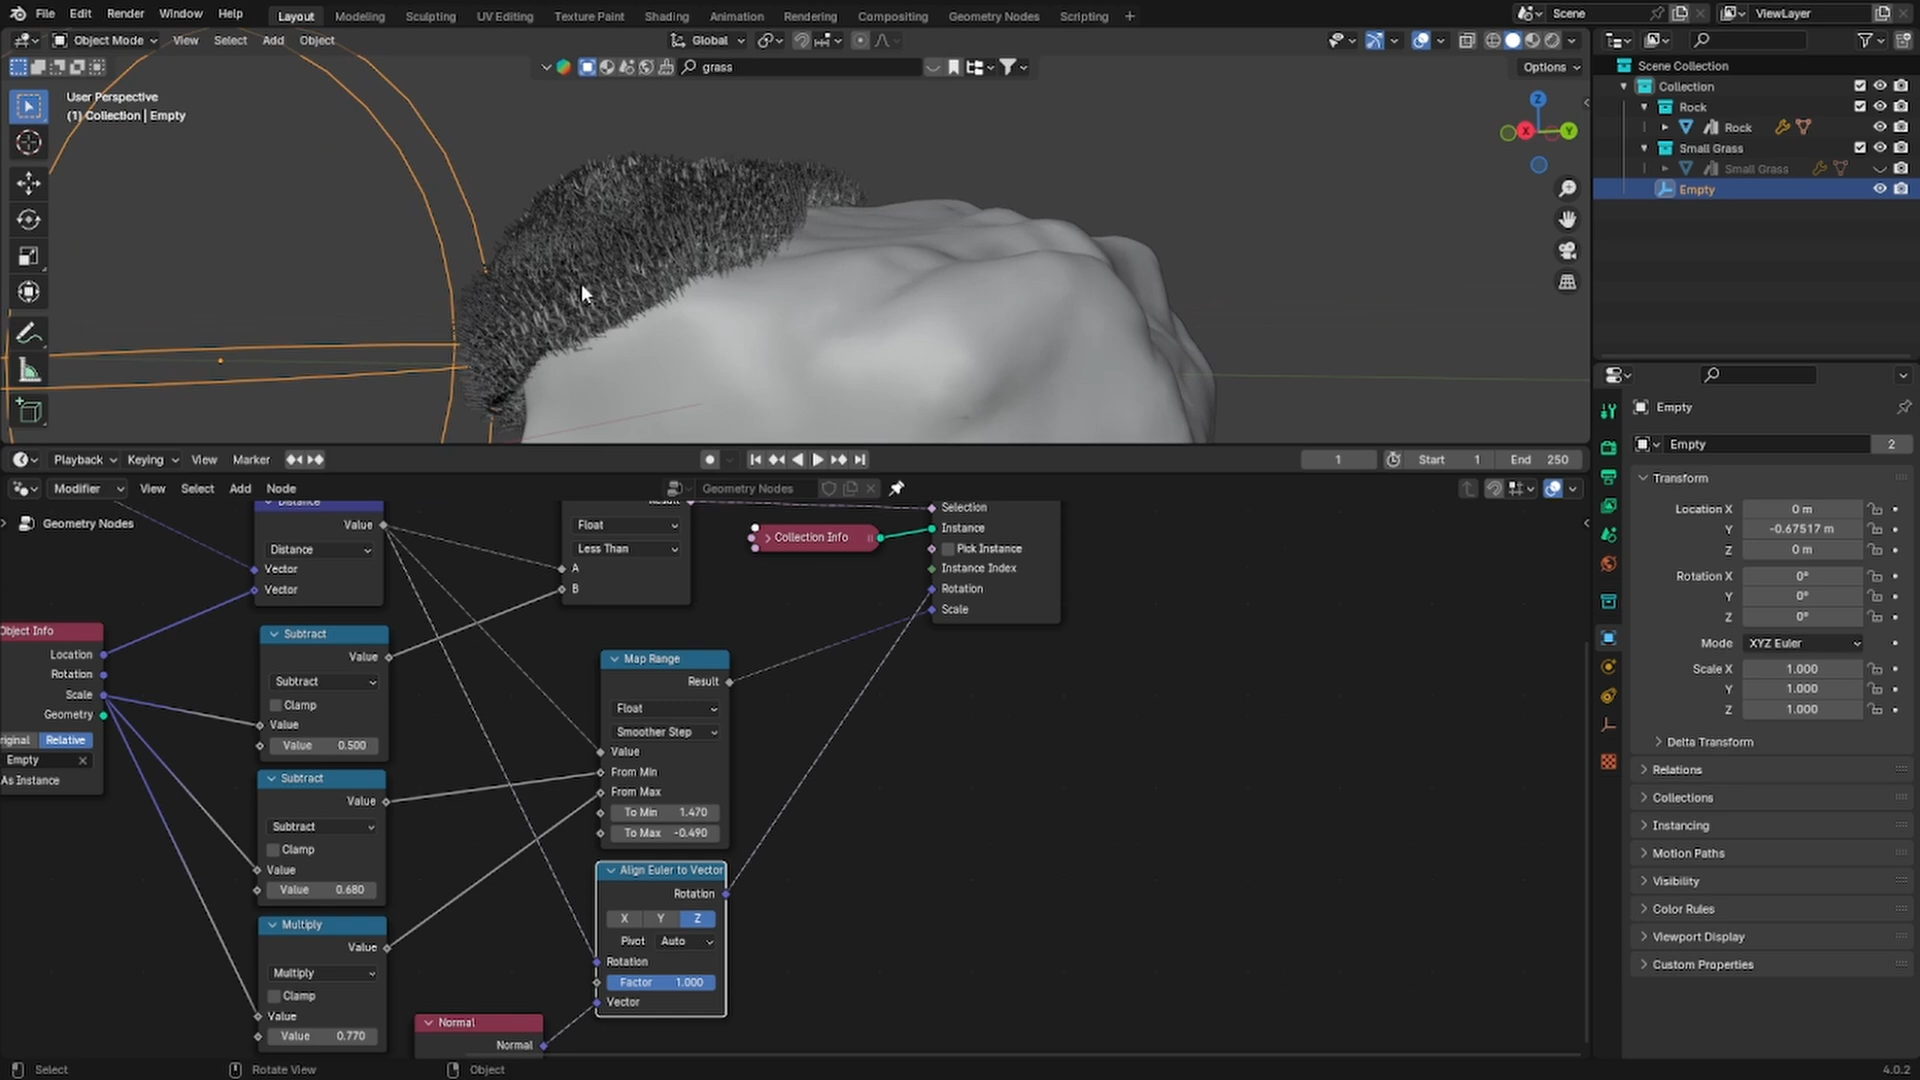 File Edit Render Window Help Layout Modeling Sculpting UV Editing Texture Paint Shading Animation Rendering Compositing Geometry Nodes Scripting + Scene ViewLayer
Object Mode View Select Add Object Global
grass Options
User Perspective
(1) Collection | Empty
Z
X
Y
Scene Collection
Collection
Rock
Rock
Small Grass
Small Grass
Empty
Playback Keying View Marker 1 Start 1 End 250
Modifier View Select Add Node Geometry Nodes
Geometry Nodes
Distance
Value
Distance
Vector
Vector
Result
Float
Less Than
A
B
Collection Info
Selection
Instance
Pick Instance
Instance Index
Rotation
Scale
Object Info
Location
Rotation
Scale
Geometry
riginal Relative
Empty
As Instance
Subtract
Value
Subtract
Clamp
Value
Value 0.500
Subtract
Value
Subtract
Clamp
Value
Value 0.680
Multiply
Value
Multiply
Clamp
Value
Value 0.770
Map Range
Result
Float
Smoother Step
Value
From Min
From Max
To Min 1.470
To Max -0.490
Align Euler to Vector
Rotation
X Y Z
Pivot Auto
Rotation
Factor 1.000
Vector
Normal
Normal
Empty
Empty 2
Transform
Location X 0 m
Y -0.67517 m
Z 0 m
Rotation X 0°
Y 0°
Z 0°
Mode XYZ Euler
Scale X 1.000
Y 1.000
Z 1.000
Delta Transform
Relations
Collections
Instancing
Motion Paths
Visibility
Color Rules
Viewport Display
Custom Properties
Select Rotate View Object 4.0.2